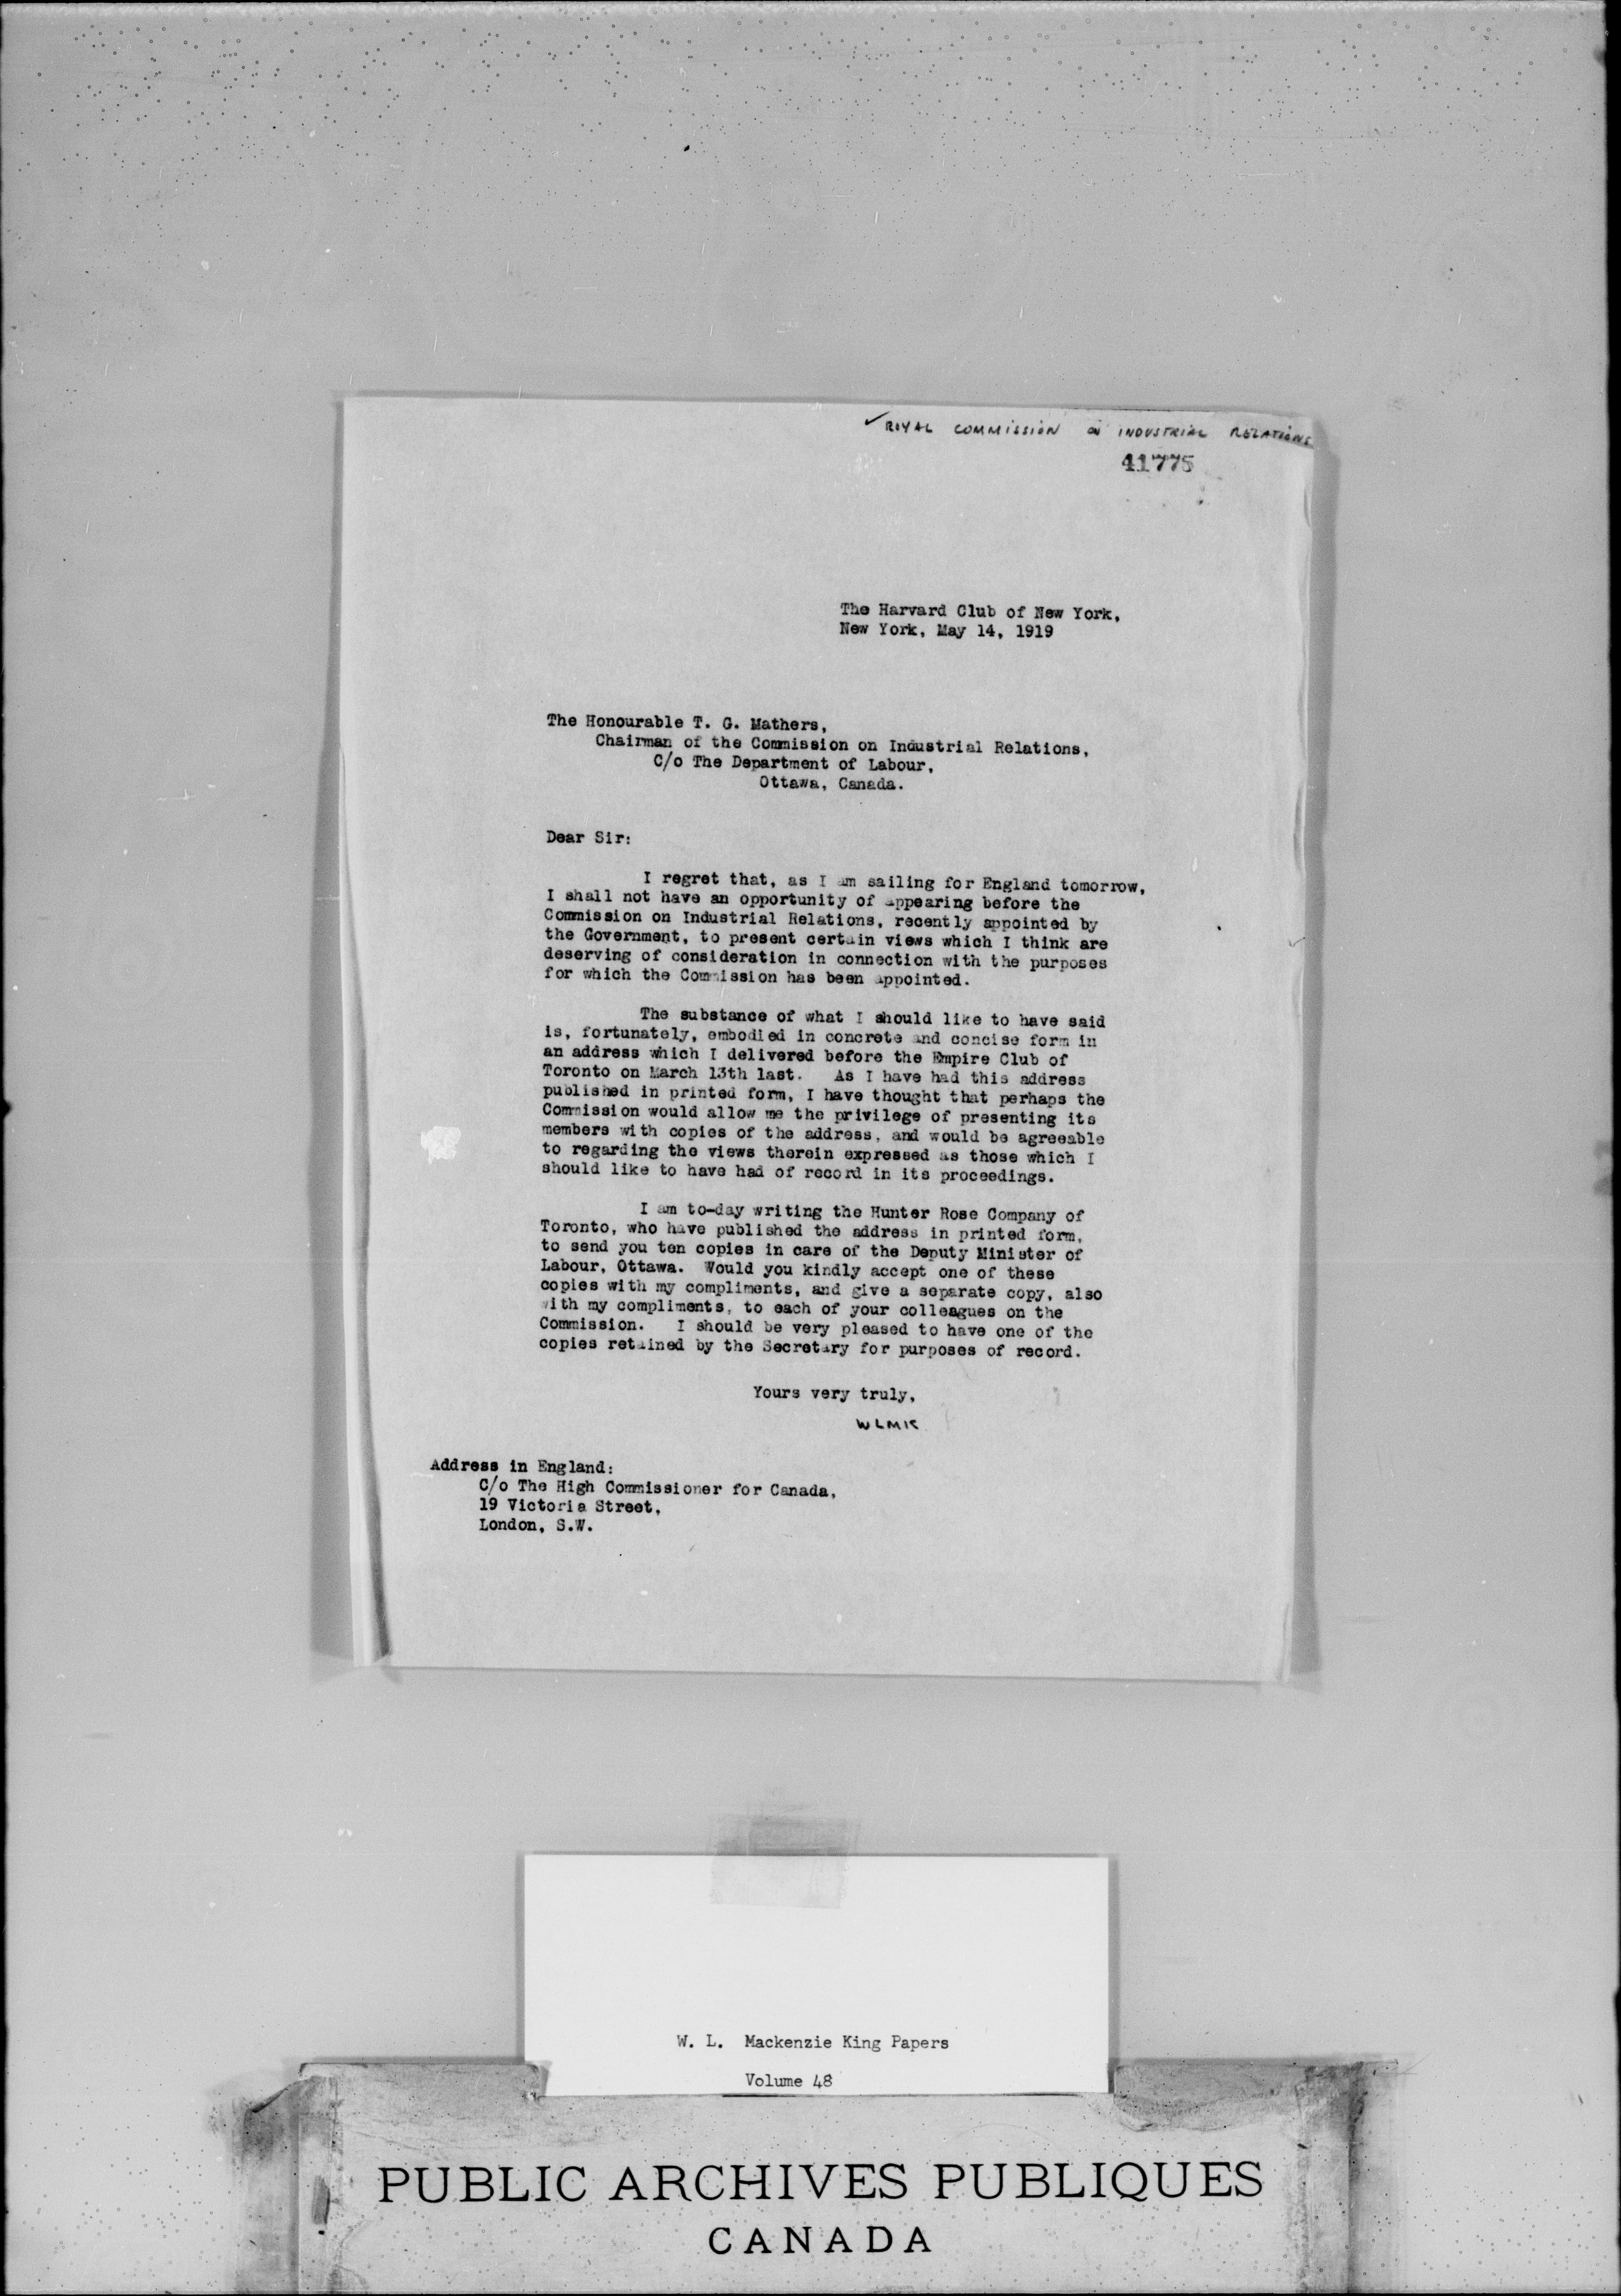 ✓ ROYAL COMMISSION ON INDUSTRIAL RELATIONS
41775
The Harvard Club of New York,
New York, May 14, 1919
The Honourable T. G. Mathers,
Chairman of the Commission on Industrial Relations,
C/o The Department of Labour,
Ottawa, Canada.
Dear Sir:
I regret that, as I am sailing for England tomorrow,
I shall not have an opportunity of appearing before the
Commission on Industrial Relations, recently appointed by
the Government, to present certain views which I think are
deserving of consideration in connection with the purposes
for which the Commission has been appointed.
The substance of what I should like to have said
is, fortunately, embodied in concrete and concise form in
an address which I delivered before the Empire Club of
Toronto on March 13th last. As I have had this address
published in printed form, I have thought that perhaps the
Commission would allow me the privilege of presenting its
members with copies of the address, and would be agreeable
to regarding the views therein expressed as those which I
should like to have had of record in its proceedings.
I am to-day writing the Hunter Rose Company of
Toronto, who have published the address in printed form,
to send you ten copies in care of the Deputy Minister of
Labour, Ottawa. Would you kindly accept one of these
copies with my compliments, and give a separate copy, also
with my compliments, to each of your colleagues on the
Commission. I should be very pleased to have one of the
copies retained by the Secretary for purposes of record.
Yours very truly,
WLMK
Address in England:
C/o The High Commissioner for Canada,
19 Victoria Street,
London, S.W.
W. L. Mackenzie King Papers
Volume 48
PUBLIC ARCHIVES PUBLIQUES
CANADA